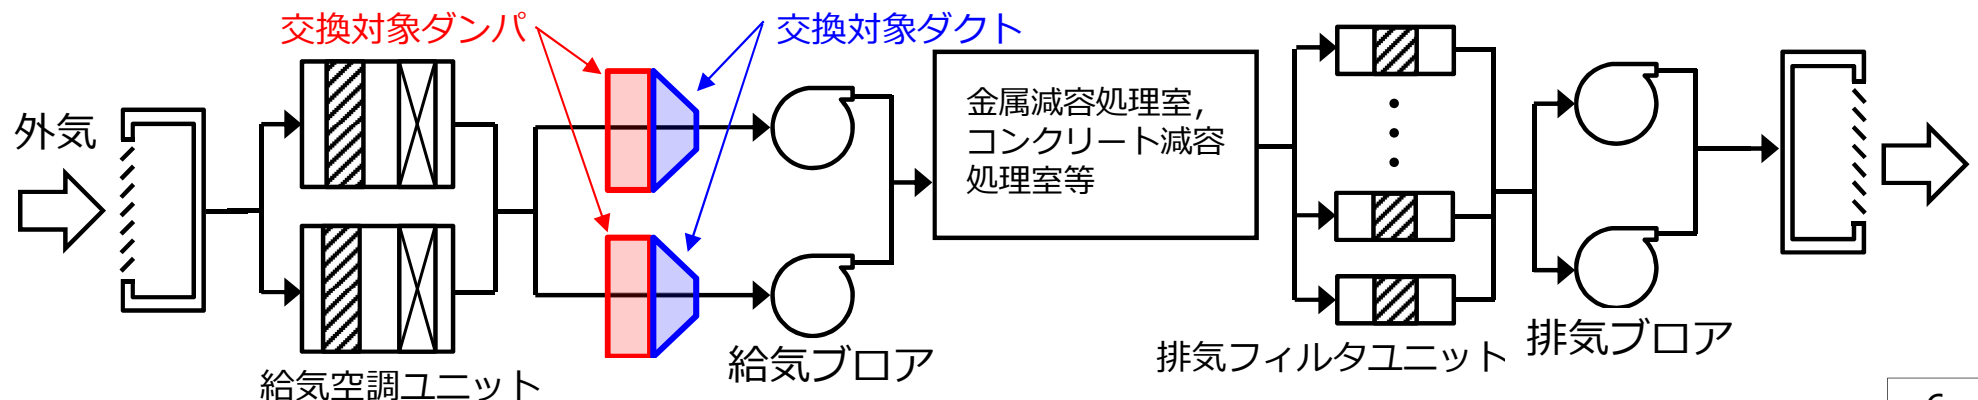 交換対象ダンパ
交換対象ダクト
外気
金属減容処理室，
コンクリート減容
処理室等
給気空調ユニット
給気ブロア
排気フィルタユニット
排気ブロア